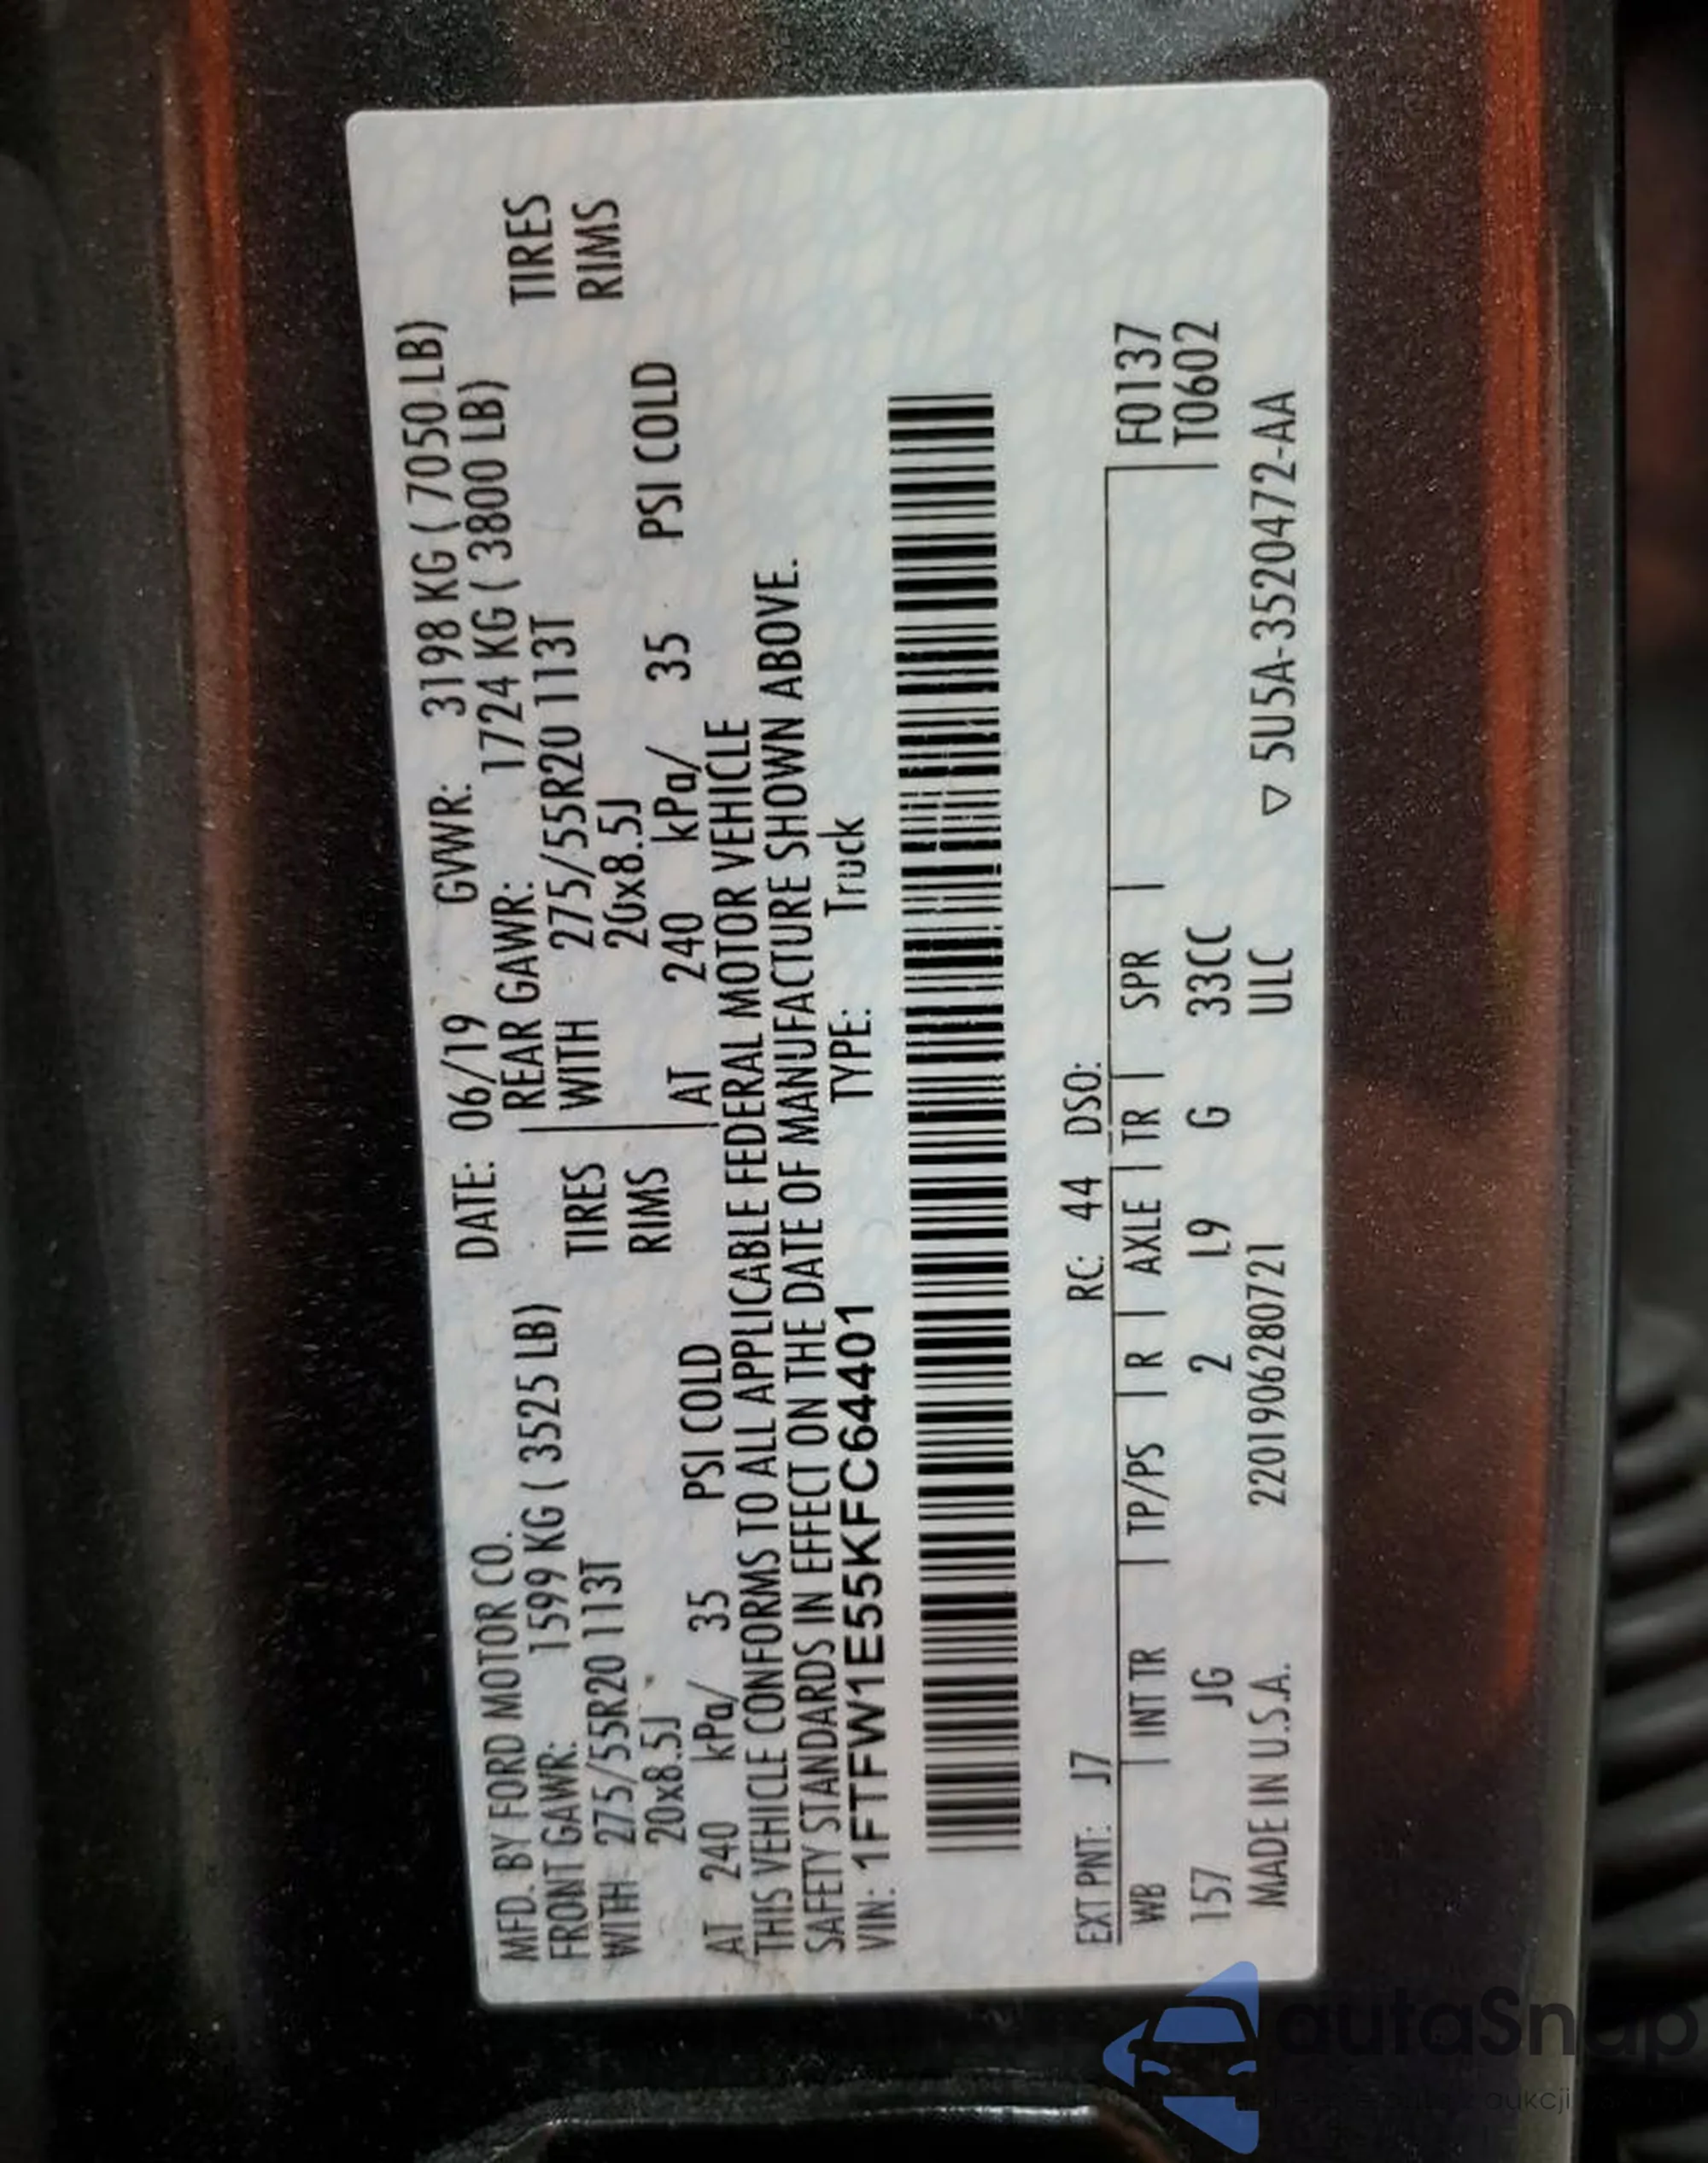 MFD. BY FORD MOTOR CO. DATE: 06/19 GVWR: 3198 KG ( 7050 LB)
FRONT GAWR: 1599 KG ( 3525 LB) REAR GAWR: 1724 KG ( 3800 LB)
WITH 275/55R20 113T TIRES WITH 275/55R20 113T TIRES
20x8.5J RIMS 20x8.5J RIMS
AT 240 kPa/ 35 PSI COLD AT 240 kPa/ 35 PSI COLD
THIS VEHICLE CONFORMS TO ALL APPLICABLE FEDERAL MOTOR VEHICLE
SAFETY STANDARDS IN EFFECT ON THE DATE OF MANUFACTURE SHOWN ABOVE.
VIN: 1FTFW1E55KFC64401 TYPE: Truck
EXT PNT: J7 RC: 44 DSO:
WB | INT TR | TP/PS | R | AXLE | TR | SPR | F0137
157 JG 2 L9 G 33CC T0602
MADE IN U.S.A. 220190628072​1 ULC ▽ 5U5A-3520472-AA
autaSnap
aukcji